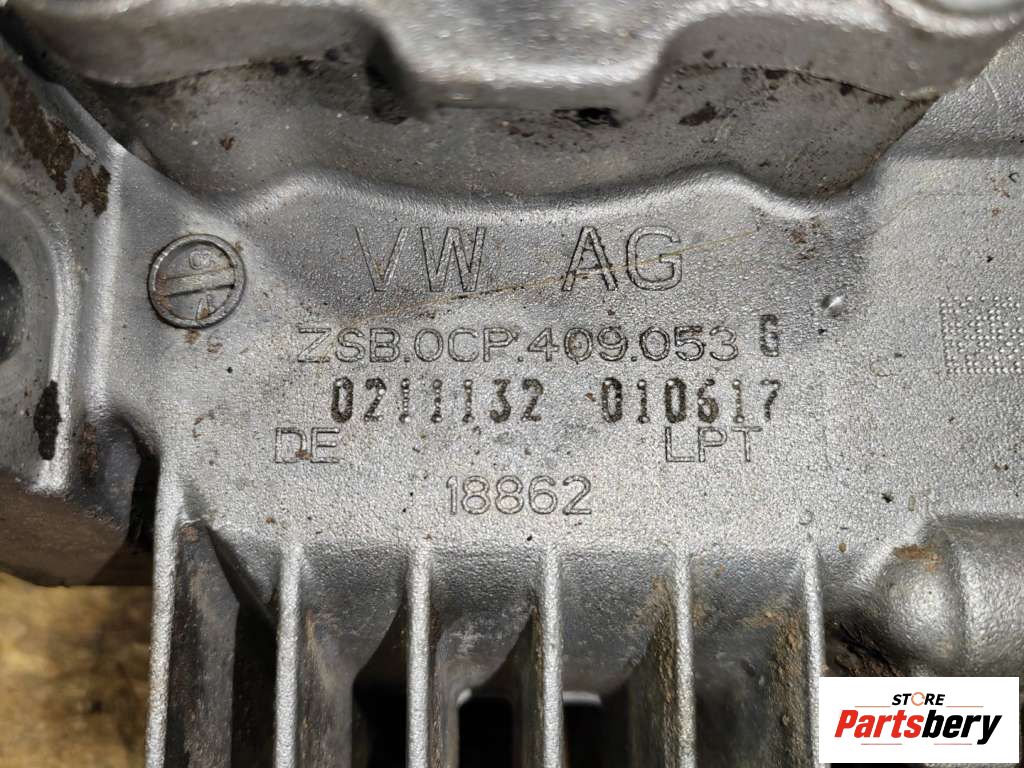 VW AG
ZSB.0CP.409.053 G
0211132 010617
DE LPT
18862
STORE
Partsbery